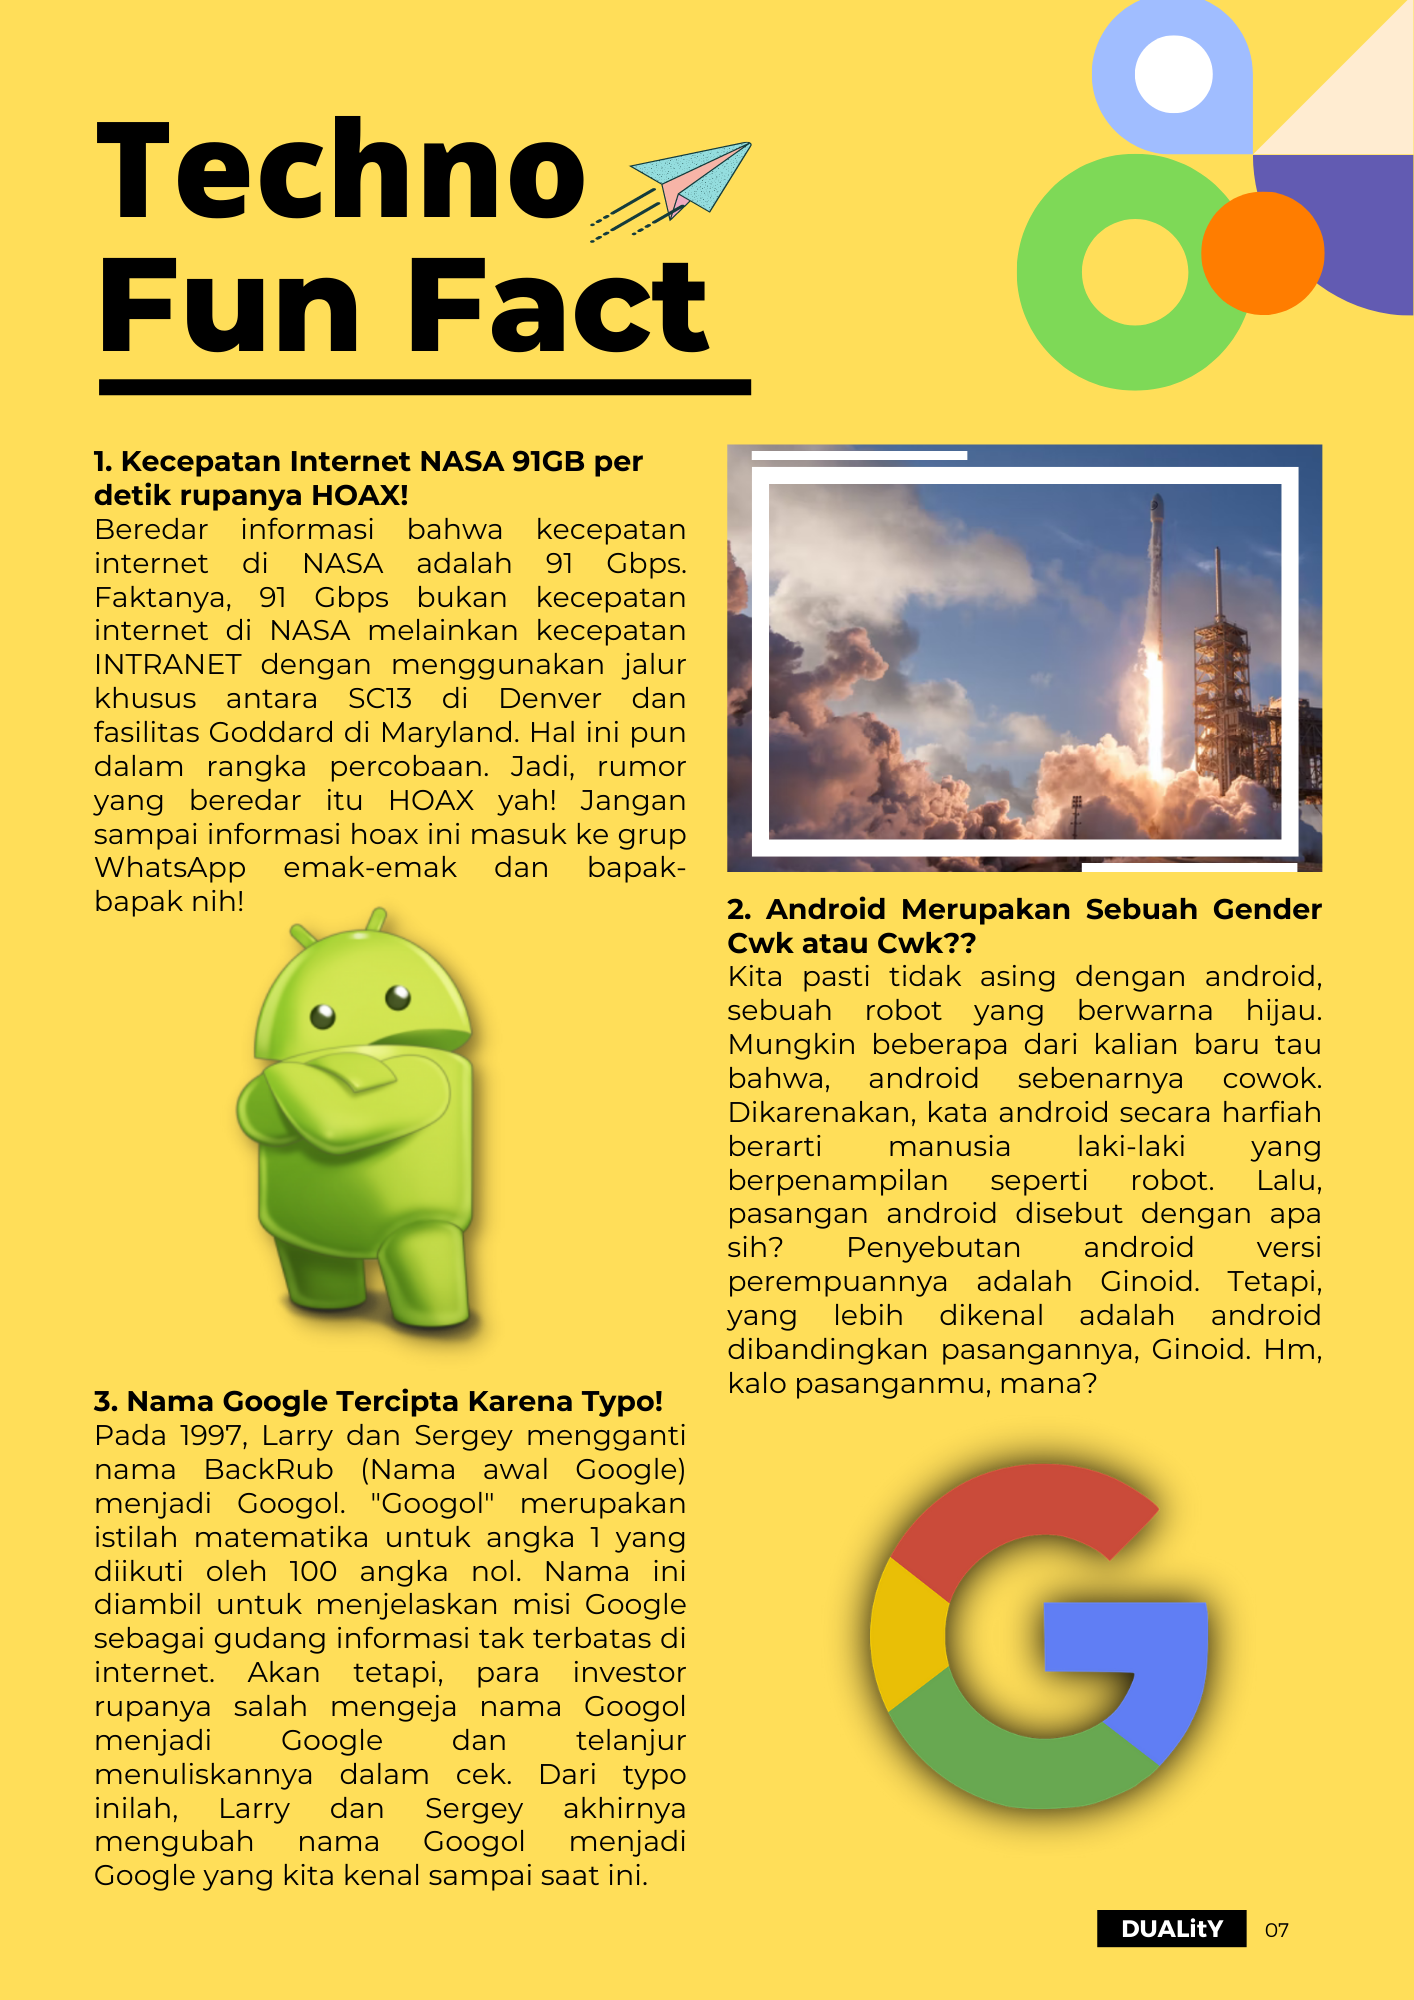 Techno
Fun Fact
1. Kecepatan Internet NASA 91GB per
detik rupanya HOAX!
Beredar informasi bahwa kecepatan
internet di NASA adalah 91 Gbps.
Faktanya, 91 Gbps bukan kecepatan
internet di NASA melainkan kecepatan
INTRANET dengan menggunakan jalur
khusus antara SC13 di Denver dan
fasilitas Goddard di Maryland. Hal ini pun
dalam rangka percobaan. Jadi, rumor
yang beredar itu HOAX yah! Jangan
sampai informasi hoax ini masuk ke grup
WhatsApp emak-emak dan bapak-
bapak nih!
2. Android Merupakan Sebuah Gender
Cwk atau Cwk??
Kita pasti tidak asing dengan android,
sebuah robot yang berwarna hijau.
Mungkin beberapa dari kalian baru tau
bahwa, android sebenarnya cowok.
Dikarenakan, kata android secara harfiah
berarti manusia laki-laki yang
berpenampilan seperti robot. Lalu,
pasangan android disebut dengan apa
sih? Penyebutan android versi
perempuannya adalah Ginoid. Tetapi,
yang lebih dikenal adalah android
dibandingkan pasangannya, Ginoid. Hm,
kalo pasanganmu, mana?
3. Nama Google Tercipta Karena Typo!
Pada 1997, Larry dan Sergey mengganti
nama BackRub (Nama awal Google)
menjadi Googol. "Googol" merupakan
istilah matematika untuk angka 1 yang
diikuti oleh 100 angka nol. Nama ini
diambil untuk menjelaskan misi Google
sebagai gudang informasi tak terbatas di
internet. Akan tetapi, para investor
rupanya salah mengeja nama Googol
menjadi Google dan telanjur
menuliskannya dalam cek. Dari typo
inilah, Larry dan Sergey akhirnya
mengubah nama Googol menjadi
Google yang kita kenal sampai saat ini.
DUALitY 07